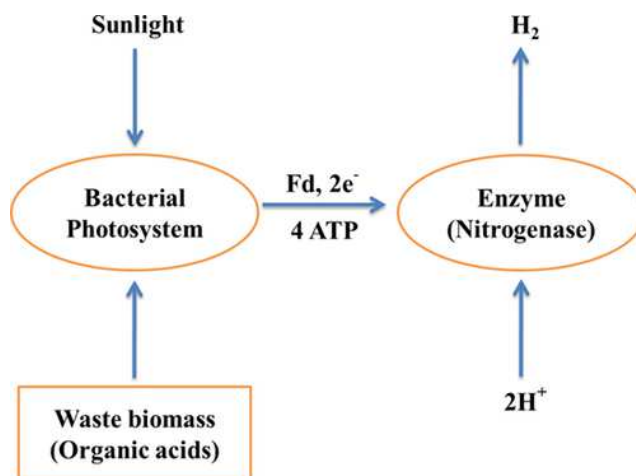 Sunlight
H₂
Bacterial
Photosystem
Fd, 2e⁻
4 ATP
Enzyme
(Nitrogenase)
Waste biomass
(Organic acids)
2H⁺